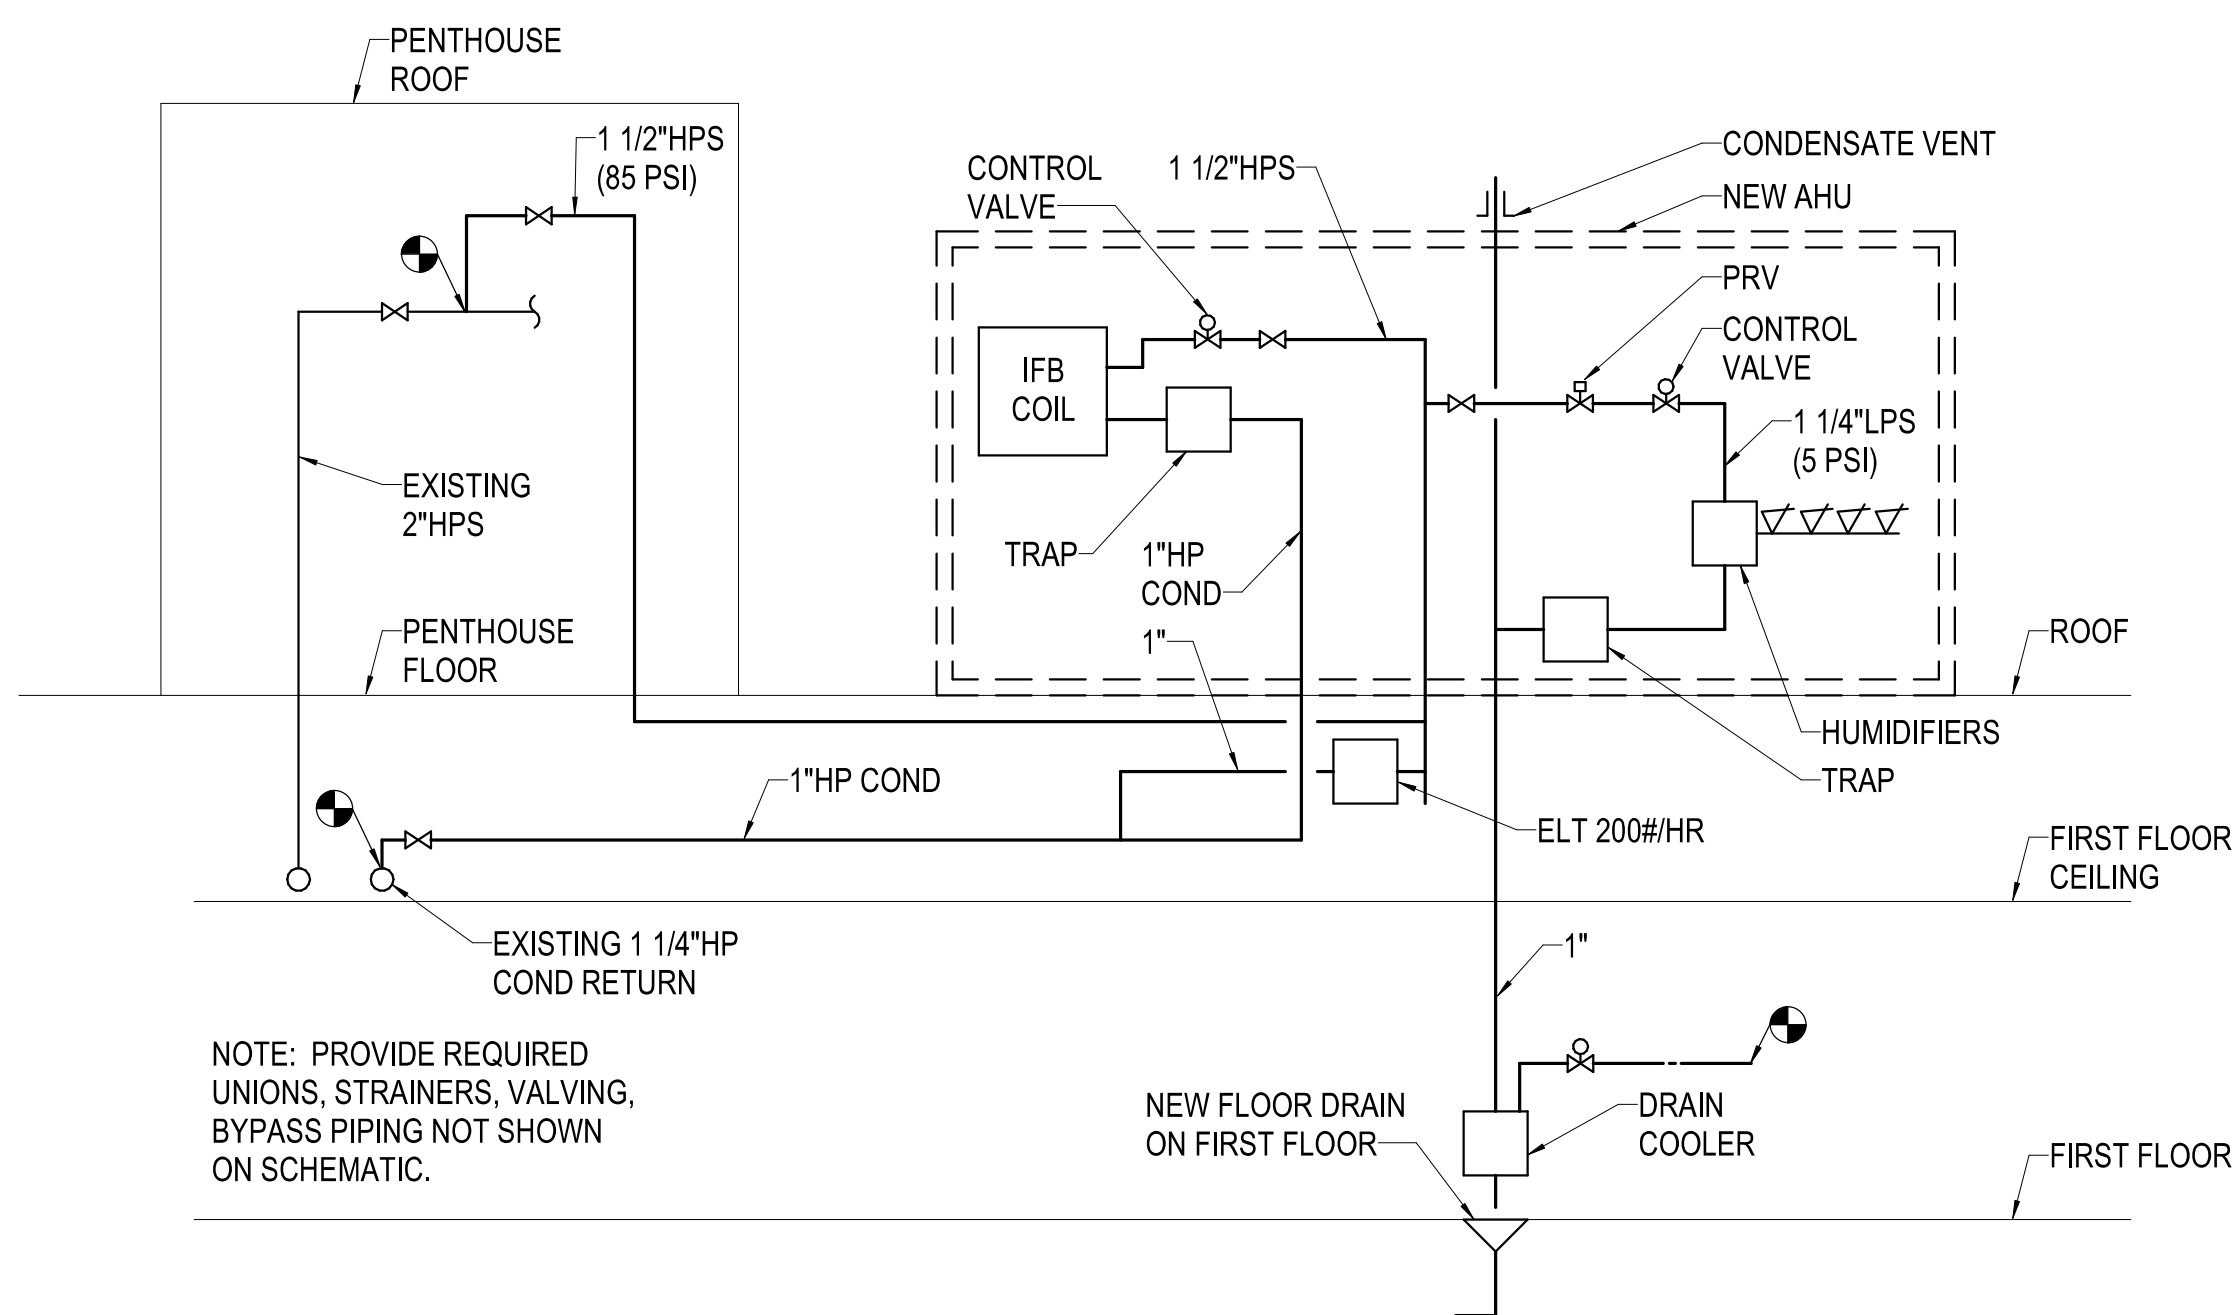 PENTHOUSE
ROOF
1 1/2"HPS
(85 PSI)
CONTROL
VALVE
1 1/2"HPS
CONDENSATE VENT
NEW AHU
PRV
CONTROL
VALVE
1 1/4"LPS
(5 PSI)
IFB
COIL
EXISTING
2"HPS
TRAP
1"HP
COND
1"
PENTHOUSE
FLOOR
ROOF
HUMIDIFIERS
TRAP
1"HP COND
ELT 200#/HR
FIRST FLOOR
CEILING
EXISTING 1 1/4"HP
COND RETURN
1"
NOTE: PROVIDE REQUIRED
UNIONS, STRAINERS, VALVING,
BYPASS PIPING NOT SHOWN
ON SCHEMATIC.
NEW FLOOR DRAIN
ON FIRST FLOOR
DRAIN
COOLER
FIRST FLOOR